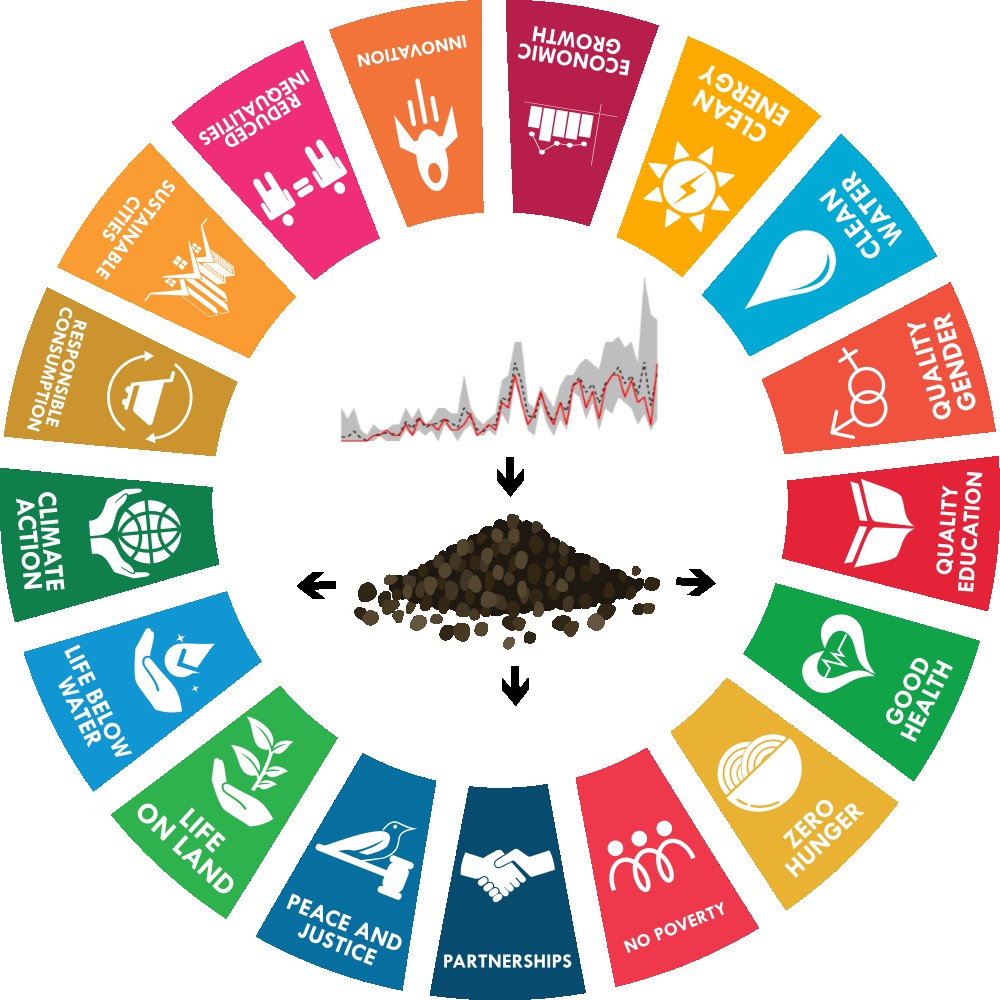 ECONOMIC
GROWTH
CLEAN
ENERGY
CLEAN
WATER
QUALITY
GENDER
QUALITY
EDUCATION
GOOD
HEALTH
ZERO
HUNGER
NO POVERTY
PARTNERSHIPS
PEACE AND
JUSTICE
LIFE
ON LAND
LIFE BELOW
WATER
CLIMATE
ACTION
RESPONSIBLE
CONSUMPTION
SUSTAINABLE
CITIES
REDUCED
INEQUALITIES
INNOVATION